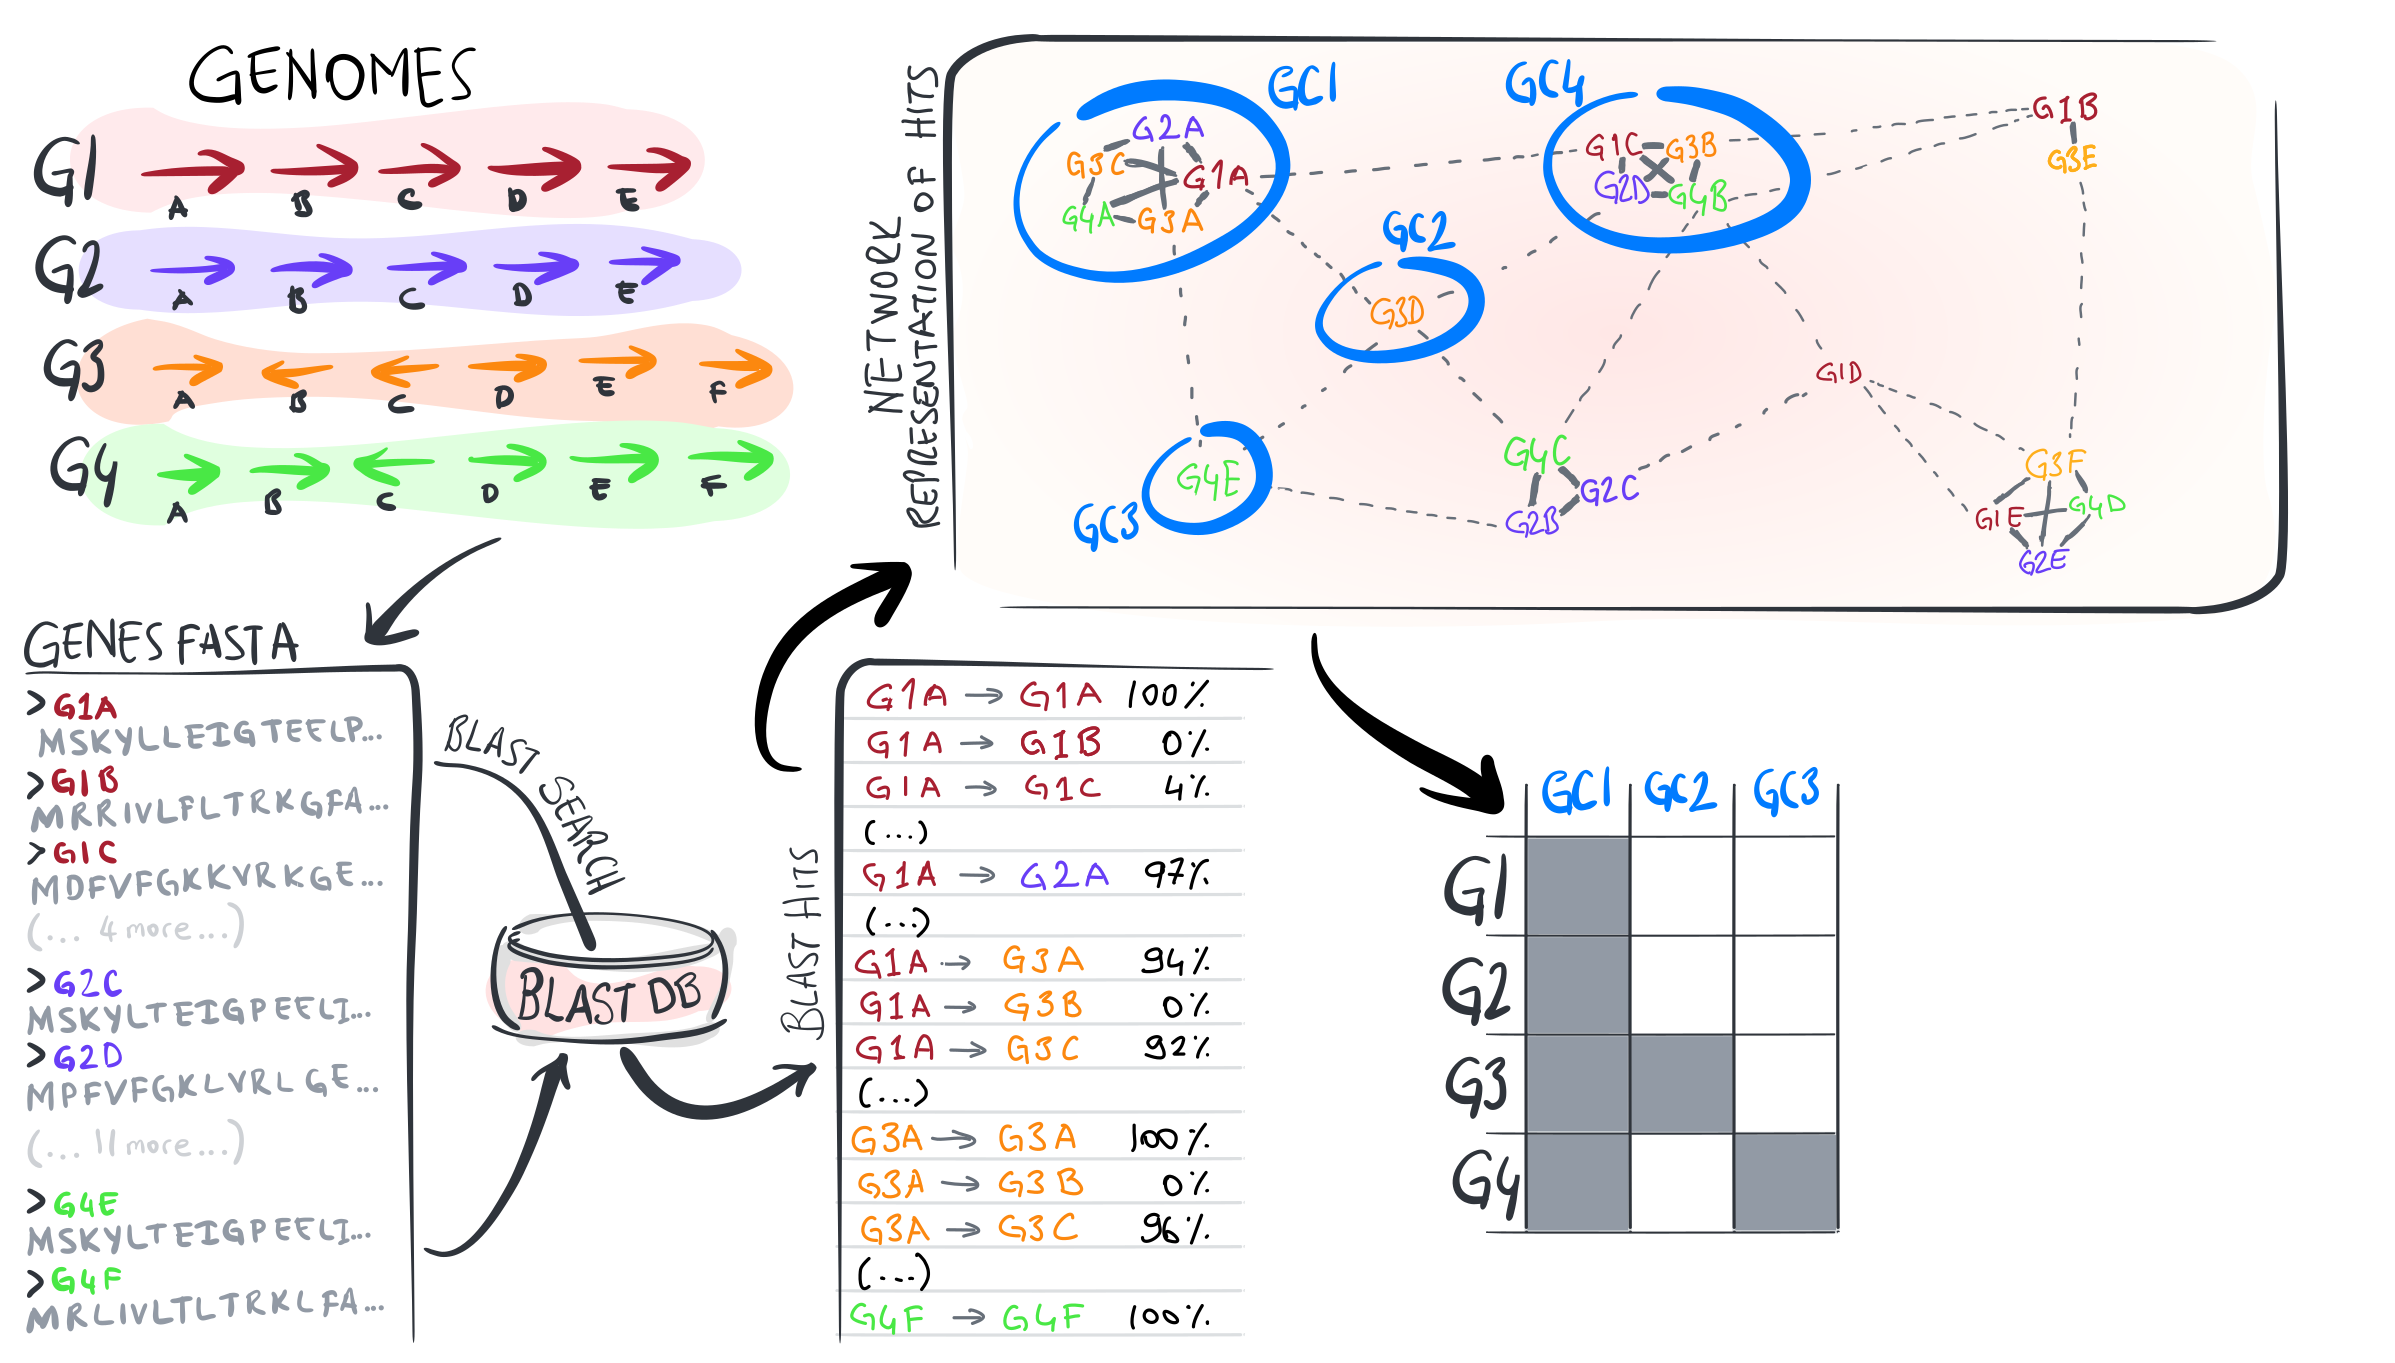 GENOMES
G1
A B C D E
G2
A B C D E
G3
A B C D E F
G4
A B C D E F
GENES FASTA
>G1A
MSKYLLEIGTEELP...
>G1B
MRRIVLFLTRKGFA...
>G1C
MDFVFGKKVRKGE...
(... 4 more...)
>G2C
MSKYLTEIGPEELI...
>G2D
MPFVFGKLVRLGE...
(... 11 more...)
>G4E
MSKYLTEIGPEELI...
>G4F
MRLIVLTLTRKLFA...
BLAST SEARCH
BLAST DB
BLAST HITS
G1A → G1A 100%
G1A → G1B 0%
G1A → G1C 4%
(...)
G1A → G2A 97%
(...)
G1A → G3A 94%
G1A → G3B 0%
G1A → G3C 92%
(...)
G3A → G3A 100%
G3A → G3B 0%
G3A → G3C 96%
(...)
G4F → G4F 100%
NETWORK
REPRESENTATION OF HITS
GC1
G2A
G3C
G1A
G4A
G3A
GC4
G1C G3B
G2D G4B
G1B
G3E
GC2
G3D
G1D
GC3
G4E
G4C
G2C
G2B
G3F
G1E G4D
G2E
GC1 GC2 GC3
G1
G2
G3
G4